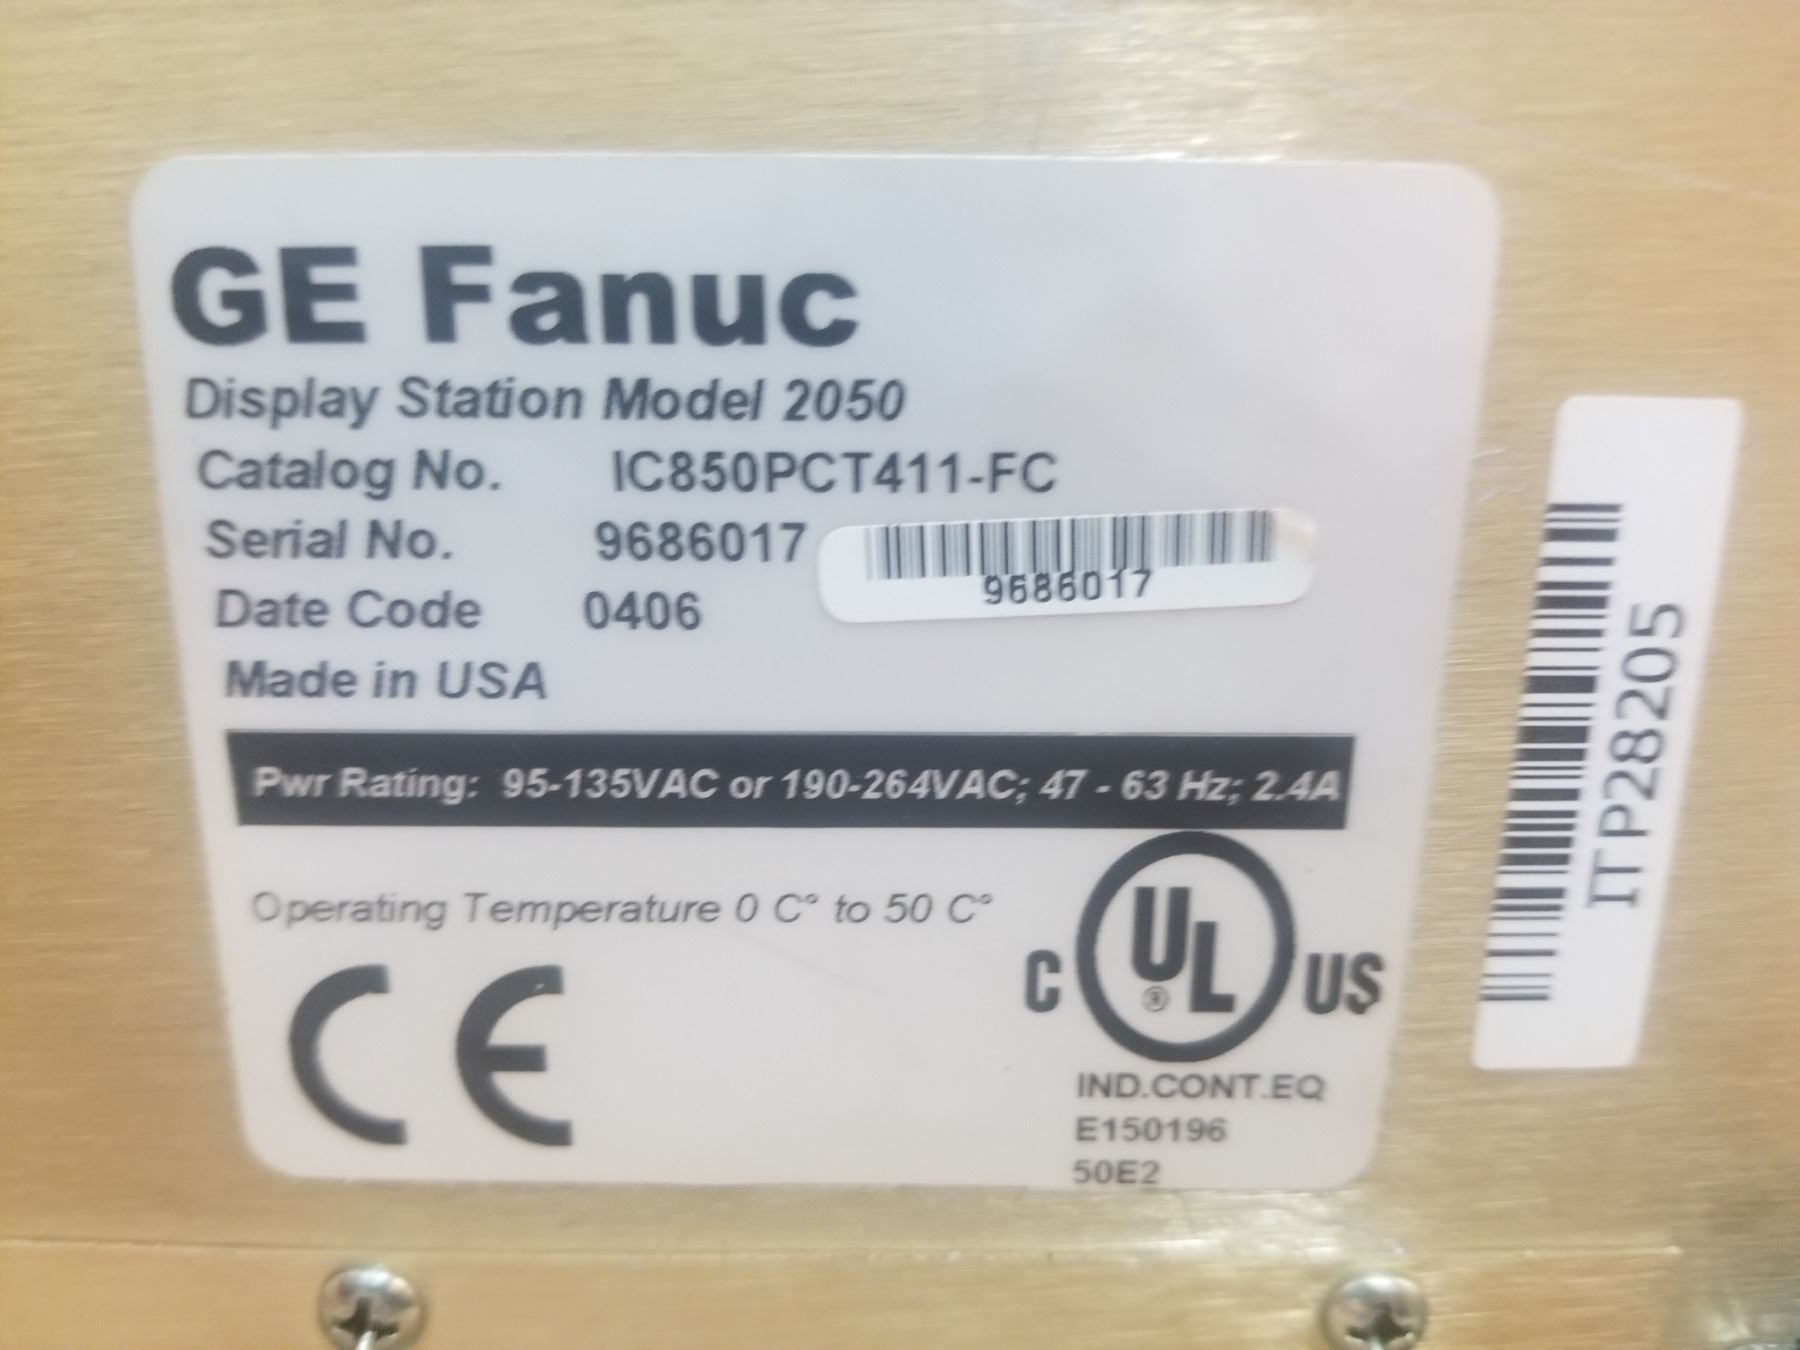 GE Fanuc
Display Station Model 2050
Catalog No. IC850PCT411-FC
Serial No. 9686017
9686017
Date Code 0406
Made in USA
Pwr Rating: 95-135VAC or 190-264VAC; 47 - 63 Hz; 2.4A
Operating Temperature 0 C° to 50 C°
CE
C UL® US
IND.CONT.EQ
E150196
50E2
ITP28205